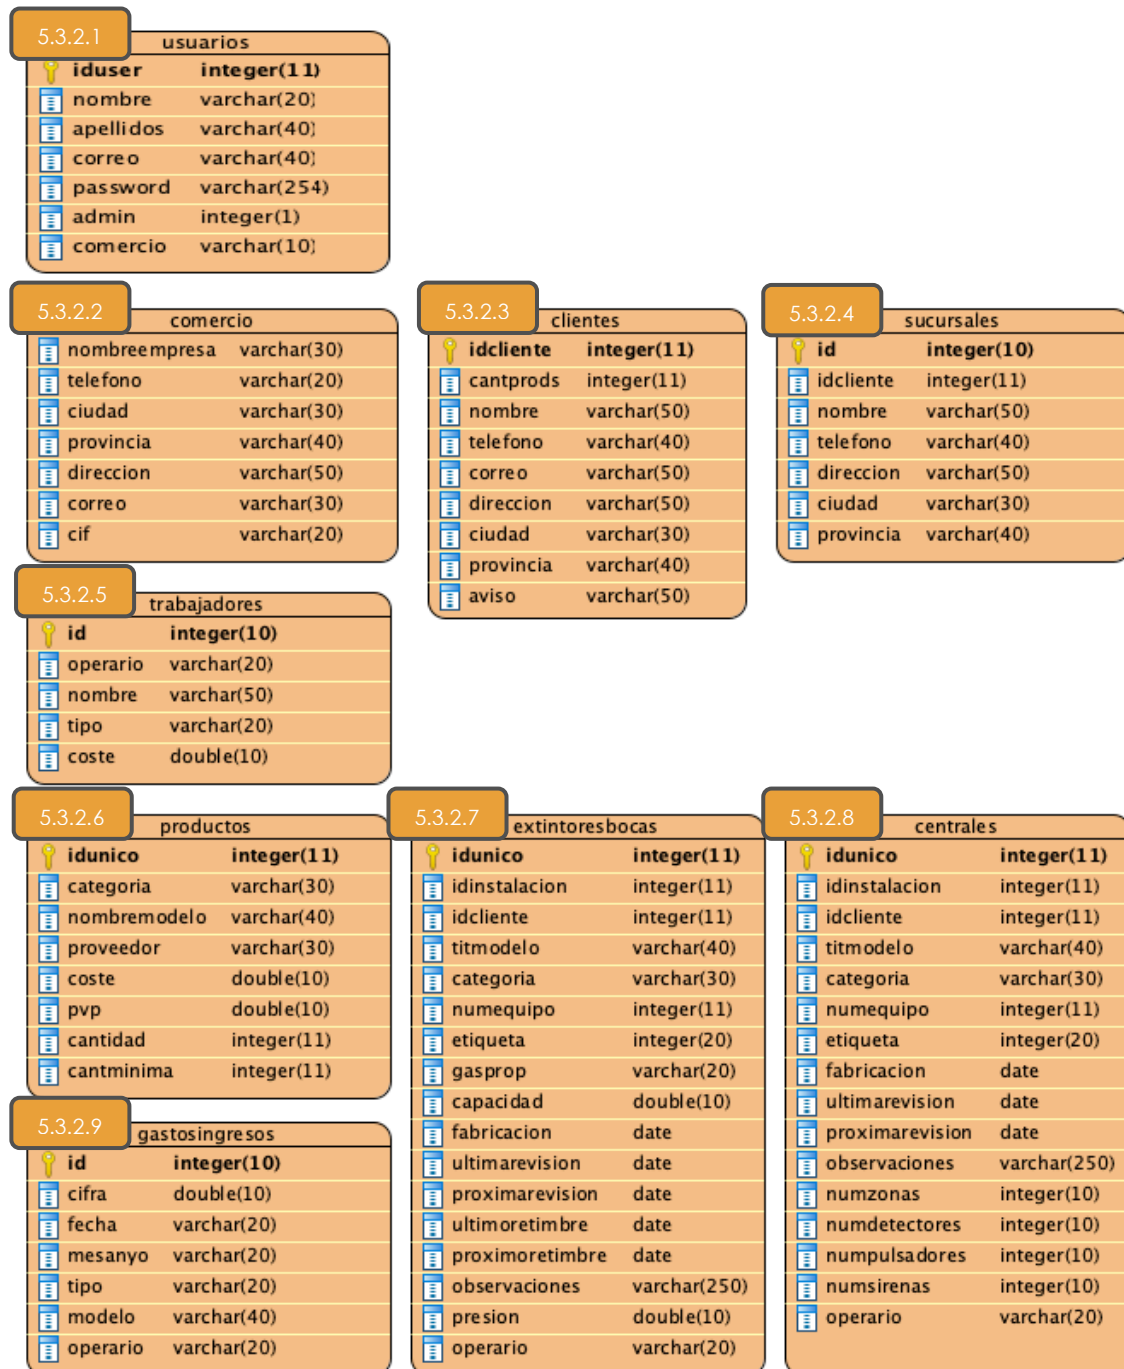 5.3.2.1
usuarios
iduser integer(11)
nombre varchar(20)
apellidos varchar(40)
correo varchar(40)
password varchar(254)
admin integer(1)
comercio varchar(10)
5.3.2.2
comercio
nombreempresa varchar(30)
telefono varchar(20)
ciudad varchar(30)
provincia varchar(40)
direccion varchar(50)
correo varchar(30)
cif varchar(20)
5.3.2.3
clientes
idcliente integer(11)
cantprods integer(11)
nombre varchar(50)
telefono varchar(40)
correo varchar(50)
direccion varchar(50)
ciudad varchar(30)
provincia varchar(40)
aviso varchar(50)
5.3.2.4
sucursales
id integer(10)
idcliente integer(11)
nombre varchar(50)
telefono varchar(40)
direccion varchar(50)
ciudad varchar(30)
provincia varchar(40)
5.3.2.5
trabajadores
id integer(10)
operario varchar(20)
nombre varchar(50)
tipo varchar(20)
coste double(10)
5.3.2.6
productos
idunico integer(11)
categoria varchar(30)
nombremodelo varchar(40)
proveedor varchar(30)
coste double(10)
pvp double(10)
cantidad integer(11)
cantminima integer(11)
5.3.2.7
extintoresbocas
idunico integer(11)
idinstalacion integer(11)
idcliente integer(11)
titmodelo varchar(40)
categoria varchar(30)
numequipo integer(11)
etiqueta integer(20)
gasprop varchar(20)
capacidad double(10)
fabricacion date
ultimarevision date
proximarevision date
ultimoretimbre date
proximoretimbre date
observaciones varchar(250)
presion double(10)
operario varchar(20)
5.3.2.8
centrales
idunico integer(11)
idinstalacion integer(11)
idcliente integer(11)
titmodelo varchar(40)
categoria varchar(30)
numequipo integer(11)
etiqueta integer(20)
fabricacion date
ultimarevision date
proximarevision date
observaciones varchar(250)
numzonas integer(10)
numdetectores integer(10)
numpulsadores integer(10)
numsirenas integer(10)
operario varchar(20)
5.3.2.9
gastosingresos
id integer(10)
cifra double(10)
fecha varchar(20)
mesanyo varchar(20)
tipo varchar(20)
modelo varchar(40)
operario varchar(20)